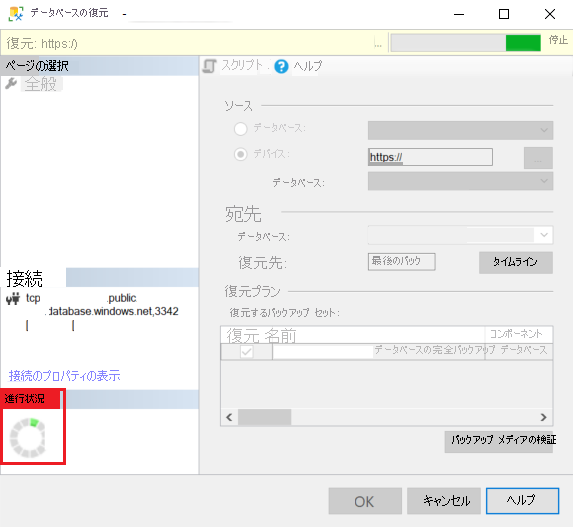 データベースの復元 -
復元: https:/) ... 停止
ページの選択
全般
スクリプト ヘルプ
ソース
データベース:
デバイス: https:// ...
データベース:
宛先
データベース:
復元先: 最後のバック タイムライン
復元プラン
復元するバックアップ セット:
復元 名前 コンポーネント
データベースの完全バックアップ データベース
バックアップ メディアの検証
接続
tcp .public
.database.windows.net,3342
[ [
接続のプロパティの表示
進行状況
OK キャンセル ヘルプ